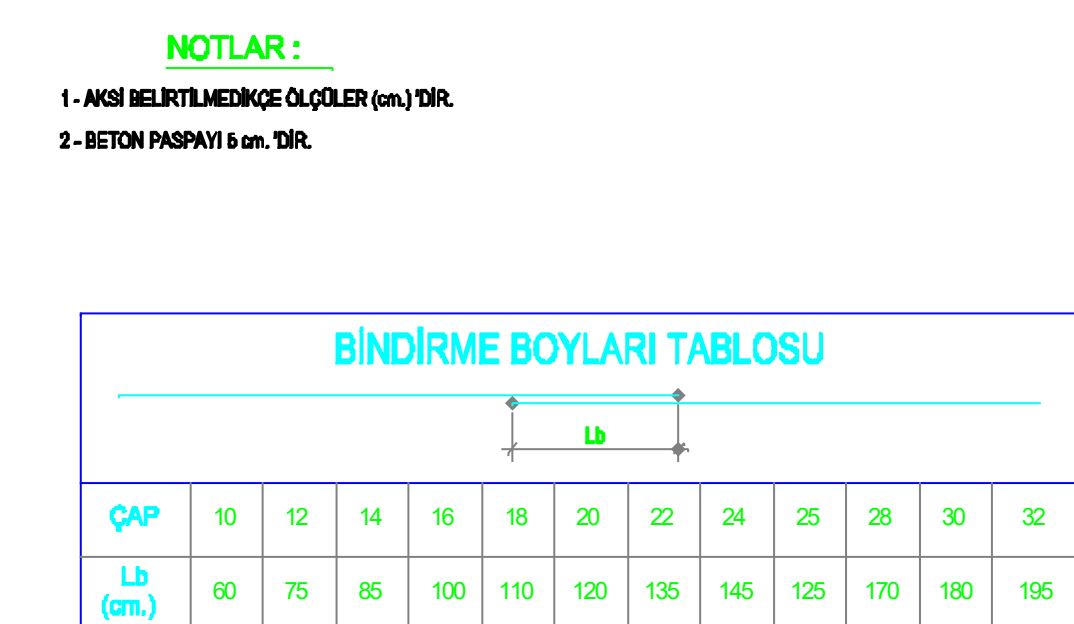 NOTLAR :
1 - AKSİ BELİRTİLMEDİKÇE ÖLÇÜLER (cm.) 'DİR.
2 - BETON PASPAYI 5 cm. 'DİR.
BİNDİRME BOYLARI TABLOSU
Lb
ÇAP 10 12 14 16 18 20 22 24 25 28 30 32
Lb (cm.) 60 75 85 100 110 120 135 145 125 170 180 195